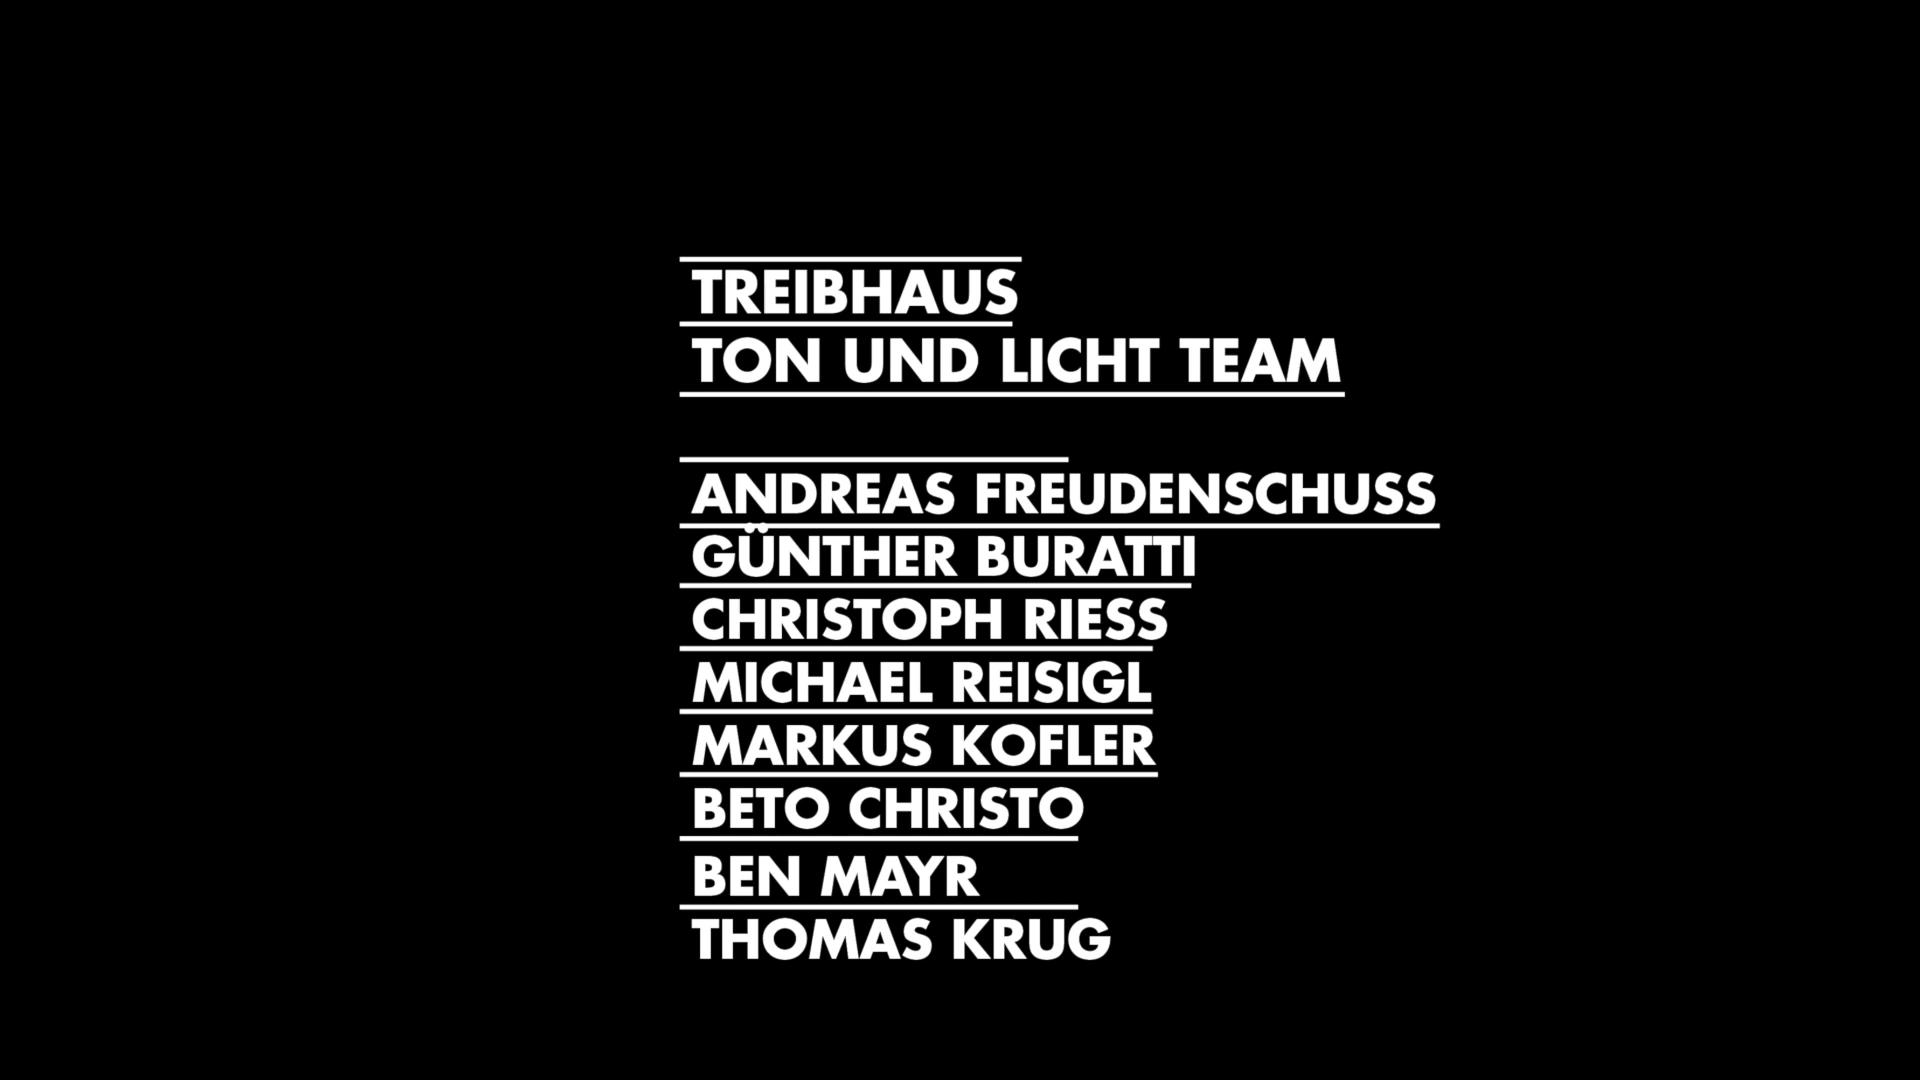 TREIBHAUS
TON UND LICHT TEAM
ANDREAS FREUDENSCHUSS
GÜNTHER BURATTI
CHRISTOPH RIESS
MICHAEL REISIGL
MARKUS KOFLER
BETO CHRISTO
BEN MAYR
THOMAS KRUG